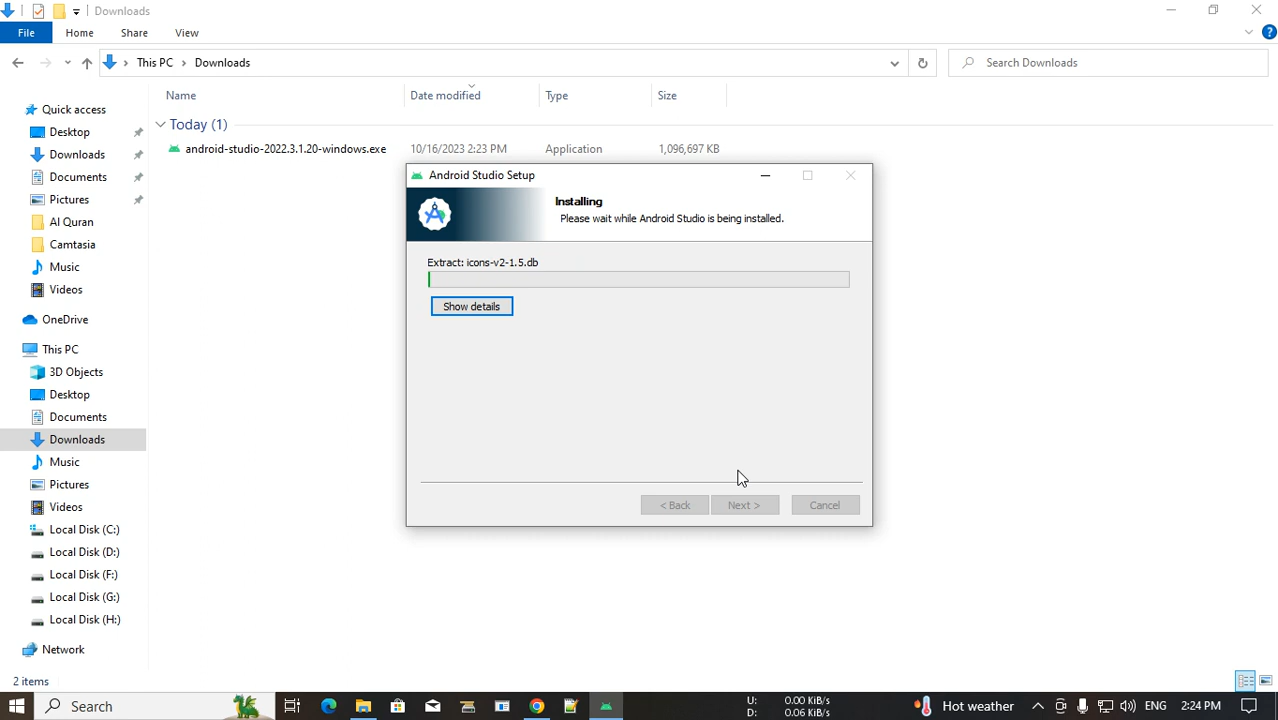 Downloads
File Home Share View
This PC Downloads Search Downloads
Name Date modified Type Size
Quick access
Today (1)
Desktop
android-studio-2022.3.1.20-windows.exe 10/16/2023 2:23 PM Application 1,096,697 KB
Downloads
Documents
Pictures
Al Quran
Camtasia
Music
Videos
OneDrive
This PC
3D Objects
Desktop
Documents
Downloads
Music
Pictures
Videos
Local Disk (C:)
Local Disk (D:)
Local Disk (F:)
Local Disk (G:)
Local Disk (H:)
Network
Android Studio Setup
Installing
Please wait while Android Studio is being installed.
Extract: icons-v2-1.5.db
Show details
< Back Next > Cancel
2 items
Search
U: 0.00 KiB/s
D: 0.06 KiB/s
Hot weather ENG 2:24 PM